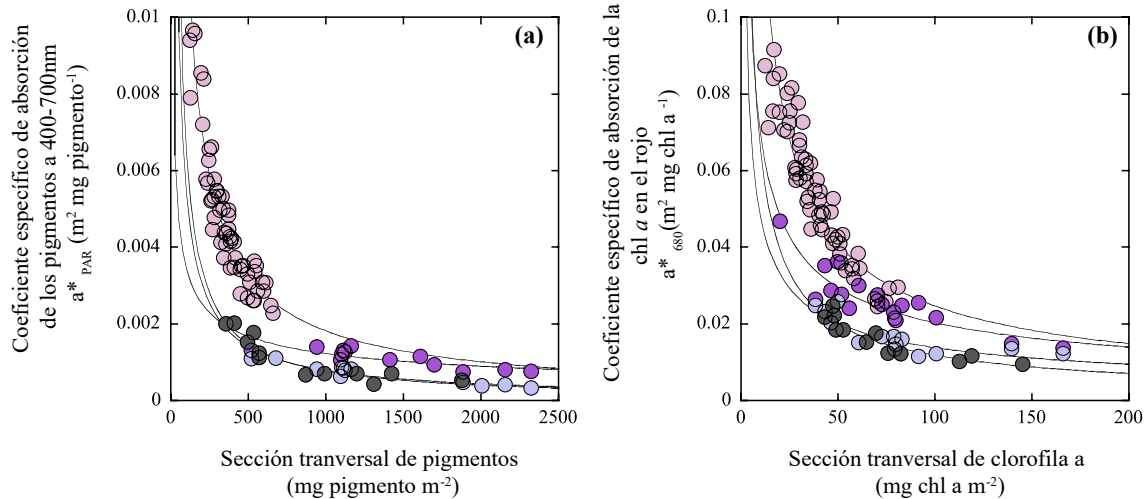 Coeficiente específico de absorción
de los pigmentos a 400-700nm
a* PAR (m² mg pigmento⁻¹)
0.01
0.008
0.006
0.004
0.002
0
(a)
0 500 1000 1500 2000 2500
Sección tranversal de pigmentos
(mg pigmento m⁻²)
Coeficiente específico de absorción de la
chl a en el rojo
a* 680 (m² mg chl a ⁻¹)
0.1
0.08
0.06
0.04
0.02
0
(b)
0 50 100 150 200
Sección tranversal de clorofila a
(mg chl a m⁻²)